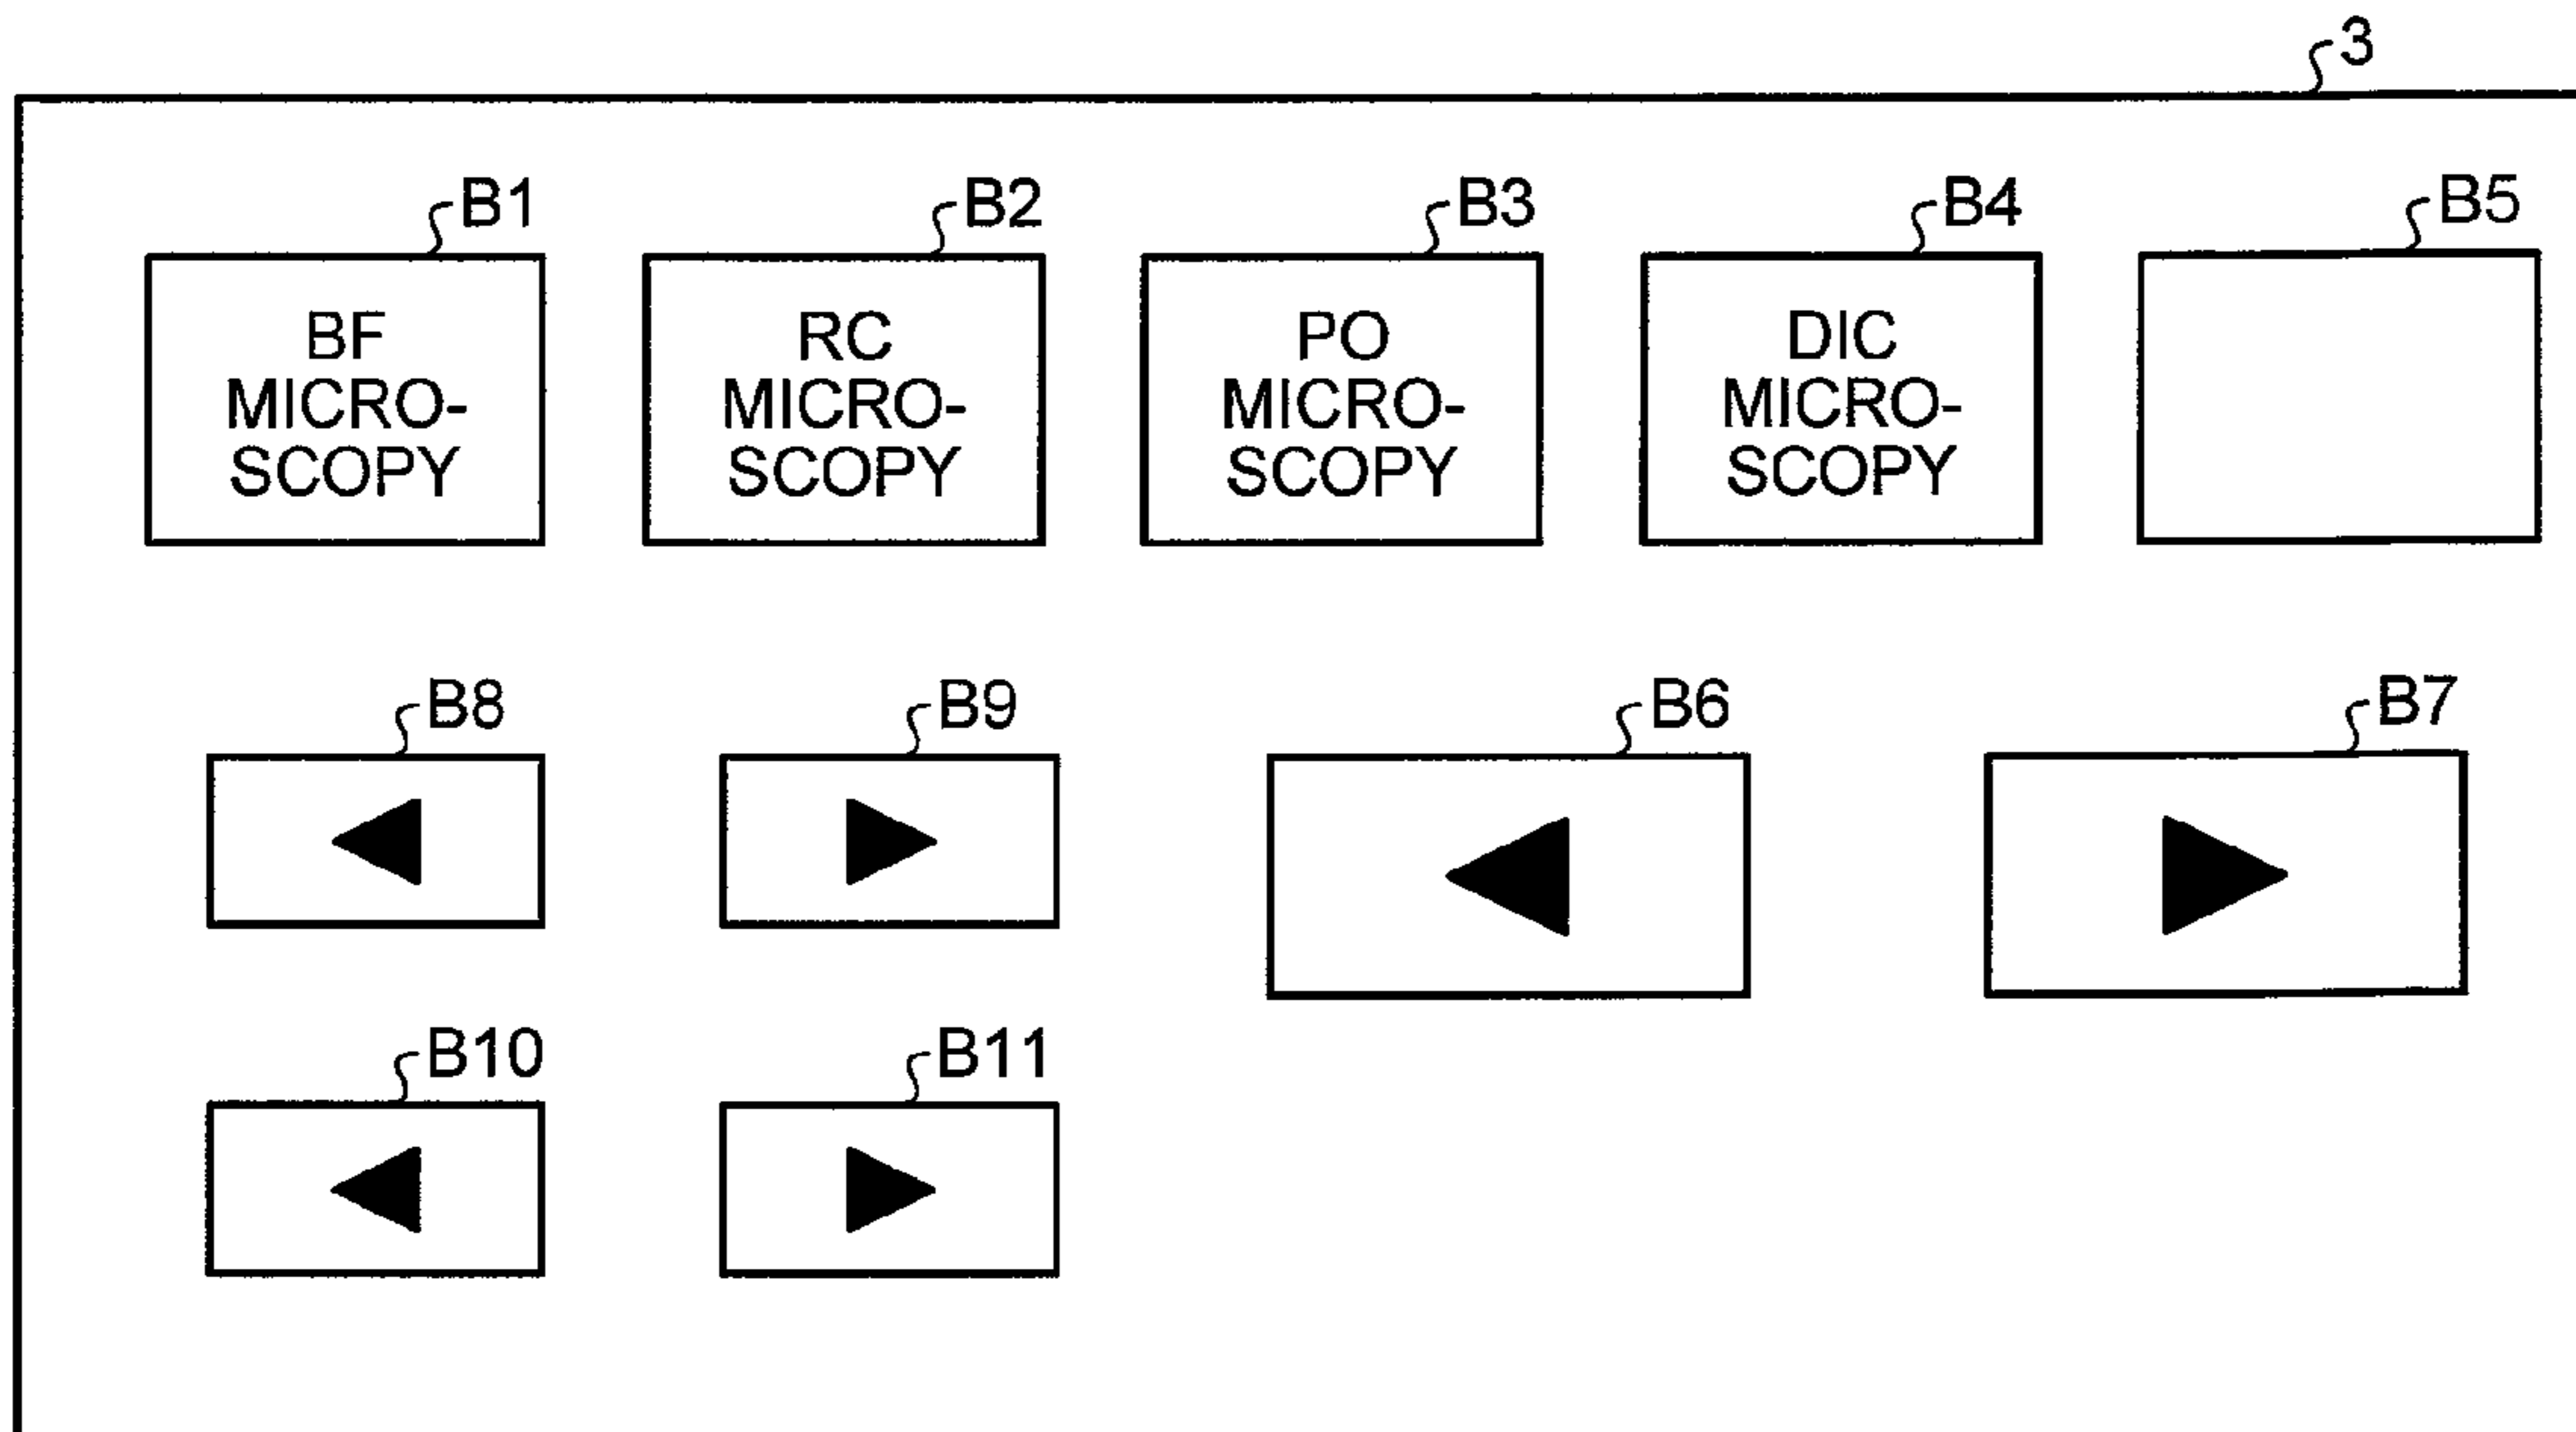 3
B1
B2
B3
B4
B5
BF
MICRO-
SCOPY
RC
MICRO-
SCOPY
PO
MICRO-
SCOPY
DIC
MICRO-
SCOPY
B8
B9
B6
B7
B10
B11